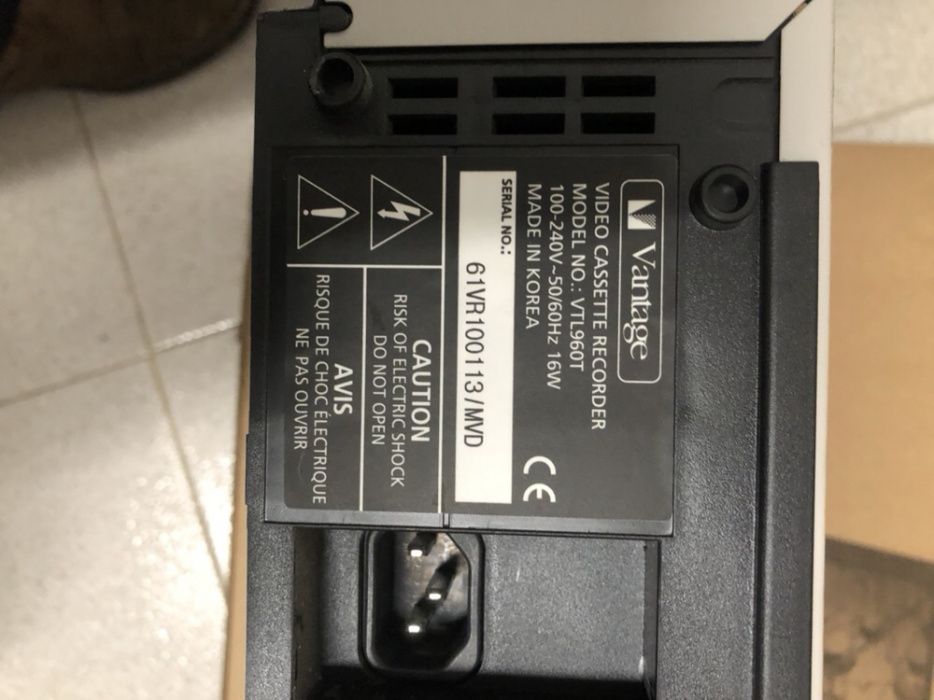 Vantage
VIDEO CASSETTE RECORDER
MODEL NO.: VTL960T
100-240V~50/60Hz 16W
MADE IN KOREA
CE
SERIAL NO.:
61VR100113/MVD
CAUTION
RISK OF ELECTRIC SHOCK
DO NOT OPEN
AVIS
RISQUE DE CHOC ÉLECTRIQUE
NE PAS OUVRIR